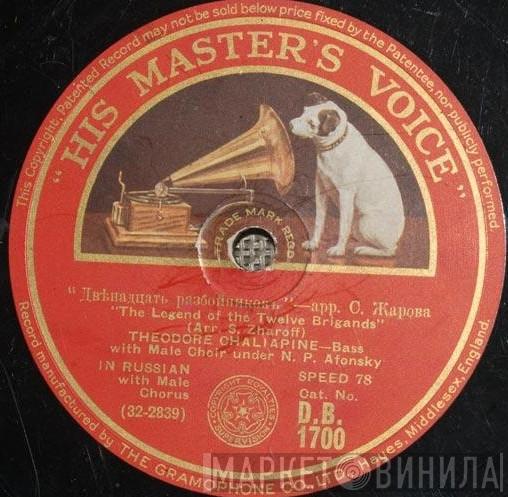 This Copyright, Patented Record may not be sold below price fixed by the Patentee, nor publicly performed.
"HIS MASTER'S VOICE"
TRADE MARK REGD
"Двѣнадцать разбойниковъ"—арр. С. Жарова
"The Legend of the Twelve Brigands"
(Arr S. Zharoff)
THEODORE CHALIAPINE—Bass
with Male Choir under N. P. Afonsky
IN RUSSIAN
with Male
Chorus
(32-2839)
COPYRIGHT ROYALTIES
SUPERVISION
SPEED 78
Cat. No.
D.B.
1700
Record manufactured by THE GRAMOPHONE CO., LTD., Hayes, Middlesex, England.
МАРКЕТ ВИНИЛА